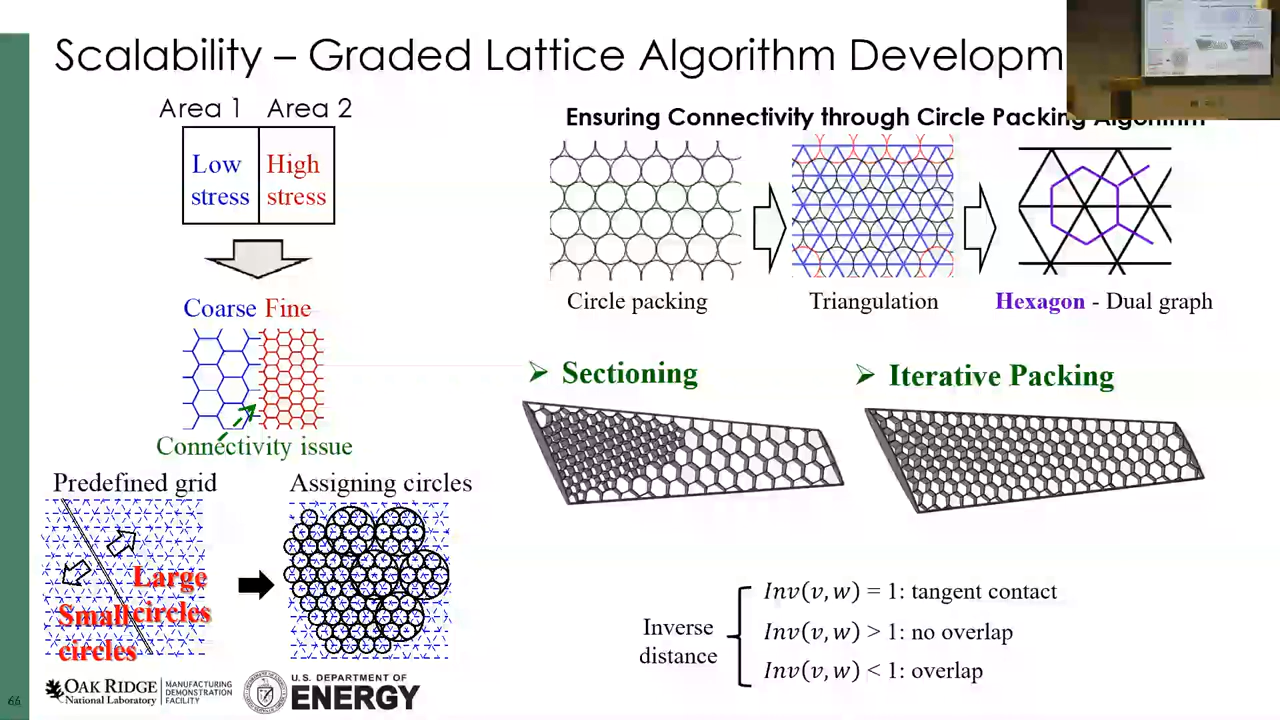 Scalability – Graded Lattice Algorithm Developm
Area 1 Area 2
Low
stress
High
stress
Coarse Fine
Connectivity issue
Predefined grid
Assigning circles
Large
circles
Small
circles
Ensuring Connectivity through Circle Packing Algorithm
Circle packing
Triangulation
Hexagon - Dual graph
➢ Sectioning
➢ Iterative Packing
Inverse
distance
Inv(v, w) = 1: tangent contact
Inv(v, w) > 1: no overlap
Inv(v, w) < 1: overlap
66
OAK RIDGE
National Laboratory
MANUFACTURING
DEMONSTRATION
FACILITY
U.S. DEPARTMENT OF
ENERGY